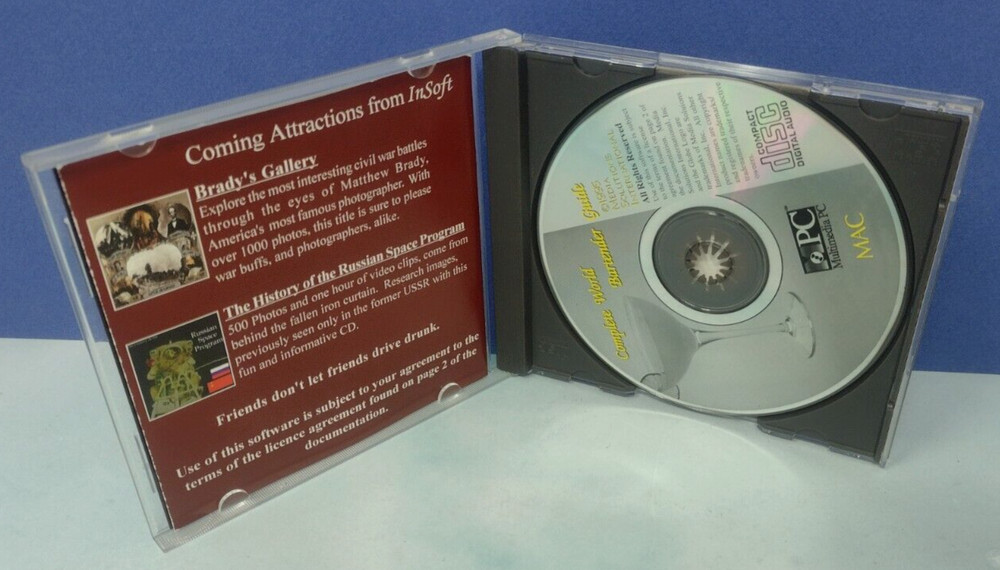 Coming Attractions from InSoft
Brady's Gallery
Explore the most interesting civil war battles
through the eyes of Matthew Brady,
America's most famous photographer. With
over 1000 photos, this title is sure to please
war buffs, and photographers, alike.
The History of the Russian Space Program
500 Photos and one hour of video clips, come from
behind the fallen iron curtain. Research images,
previously seen only in the former USSR with this
fun and informative CD.
Russian
Space
Program
Friends don't let friends drive drunk.
Use of this software is subject to your agreement to the
terms of the licence agreement found on page 2 of the
documentation.
Complete World
Bartender Guide
All Rights Reserved
COMPACT
disc
DIGITAL AUDIO
PC
Multimedia PC
MAC